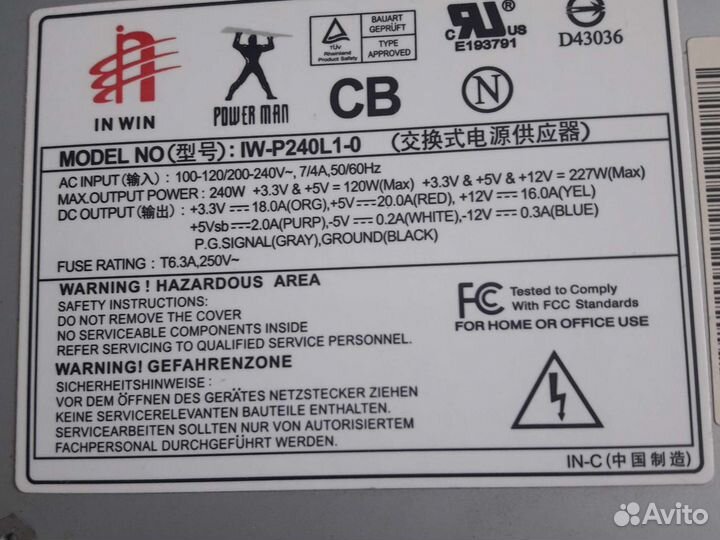 IN WIN
POWER MAN
TÜV
Rheinland
Product Safety
BAUART
GEPRÜFT
TYPE
APPROVED
CB
C US
E193791
N
D43036
MODEL NO(型号): IW-P240L1-0 (交换式电源供应器)
AC INPUT(输入): 100-120/200-240V~, 7/4A,50/60Hz
MAX.OUTPUT POWER: 240W +3.3V & +5V = 120W(Max) +3.3V & +5V & +12V = 227W(Max)
DC OUTPUT(输出): +3.3V ⎓ 18.0A(ORG),+5V⎓20.0A(RED), +12V⎓ 16.0A(YEL)
+5Vsb⎓2.0A(PURP),-5V⎓ 0.2A(WHITE),-12V⎓ 0.3A(BLUE)
P.G.SIGNAL(GRAY),GROUND(BLACK)
FUSE RATING: T6.3A,250V~
WARNING ! HAZARDOUS AREA
SAFETY INSTRUCTIONS:
DO NOT REMOVE THE COVER
NO SERVICEABLE COMPONENTS INSIDE
REFER SERVICING TO QUALIFIED SERVICE PERSONNEL.
FC Tested to Comply
With FCC Standards
FOR HOME OR OFFICE USE
WARNING! GEFAHRENZONE
SICHERHEITSHINWEISE :
VOR DEM ÖFFNEN DES GERÄTES NETZSTECKER ZIEHEN
KEINE SERVICERELEVANTEN BAUTEILE ENTHALTEN.
SERVICEARBEITEN SOLLTEN NUR VON AUTORISIERTEM
FACHPERSONAL DURCHGEFÜHRT WERDEN.
IN-C (中国制造)
Avito